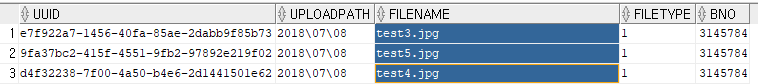 UUID UPLOADPATH FILENAME FILETYPE BNO
1 e7f922a7-1456-40fa-85ae-2dabb9f85b73 2018\07\08 test3.jpg 1 3145784
2 9fa37bc2-415f-4551-9fb2-97892e219f02 2018\07\08 test5.jpg 1 3145784
3 d4f32238-7f00-4a50-b4e6-2d1441501e62 2018\07\08 test4.jpg 1 3145784